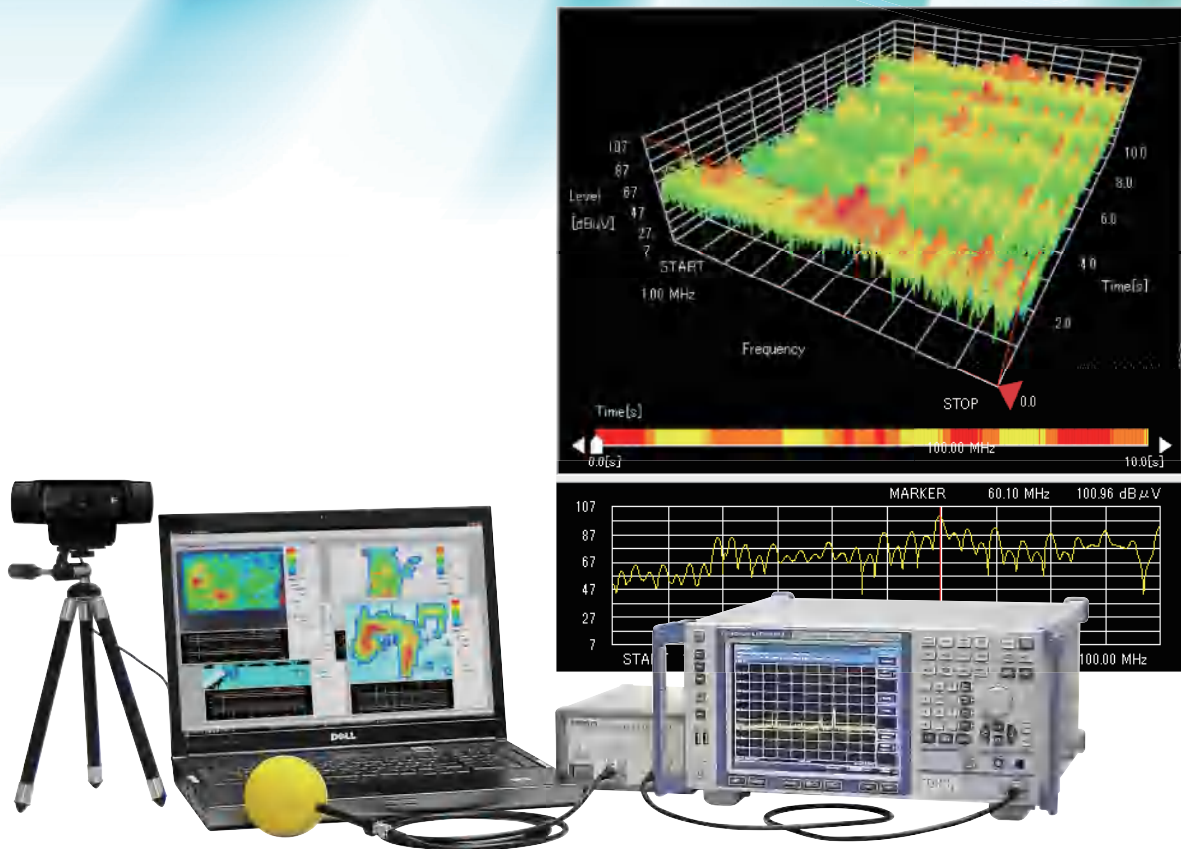 107
87
Level
67
[dBμV]
47
27
7
START
1.00 MHz
Frequency
10.0
8.0
6.0
4.0
Time[s]
2.0
STOP
0.0
Time[s]
100.00 MHz
0.0[s]
10.0[s]
MARKER 60.10 MHz 100.96 dBμV
107
87
67
47
27
7
STA
100.00 MHz
DELL